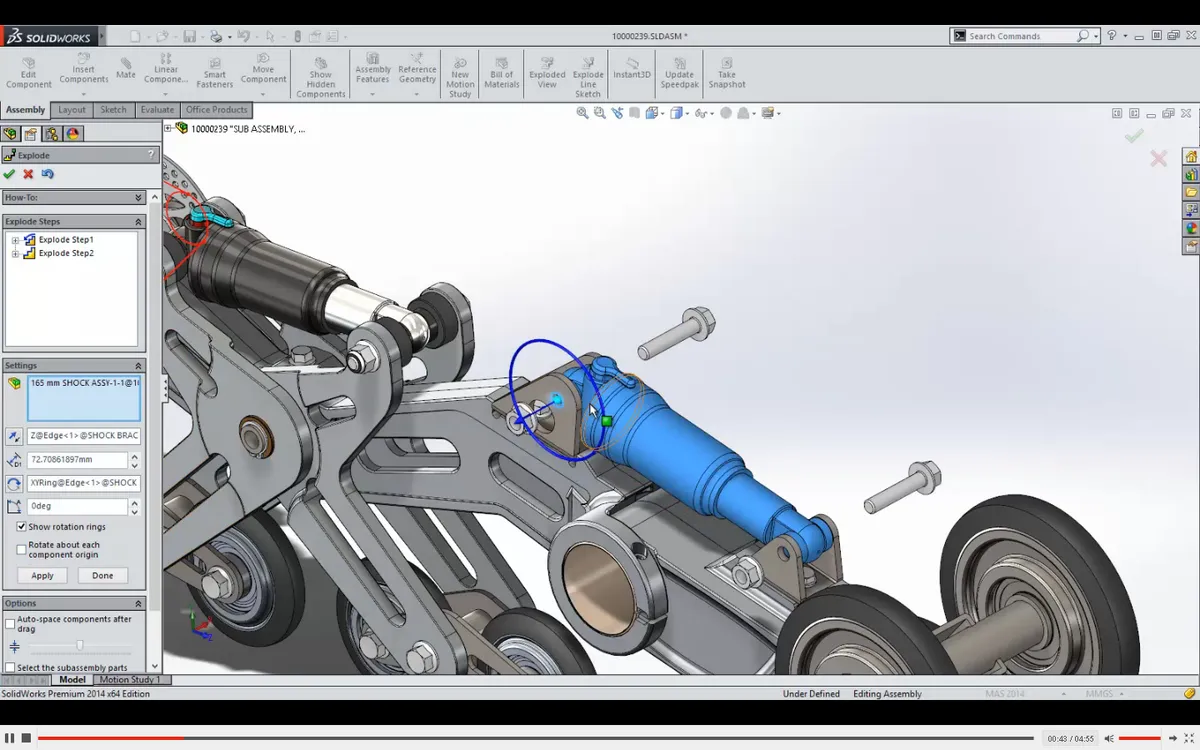 SOLIDWORKS
10000239.SLDASM *
Search Commands
?
Edit Component
Insert Components
Mate
Linear Compone...
Smart Fasteners
Move Component
Show Hidden Components
Assembly Features
Reference Geometry
New Motion Study
Bill of Materials
Exploded View
Explode Line Sketch
Instant3D
Update Speedpak
Take Snapshot
Assembly
Layout
Sketch
Evaluate
Office Products
10000239 "SUB ASSEMBLY, ...
Explode
?
How-To:
Explode Steps
Explode Step1
Explode Step2
Settings
165 mm SHOCK ASSY-1-1@1
Z@Edge<1>@SHOCK BRAC
72.70861897mm
XYRing@Edge<1>@SHOCK
0deg
Show rotation rings
Rotate about each
component origin
Apply
Done
Options
Auto-space components after
drag
Select the subassembly parts
Model
Motion Study 1
SolidWorks Premium 2014 x64 Edition
Under Defined
Editing Assembly
MAS 2014
MMGS
00:43 / 04:55